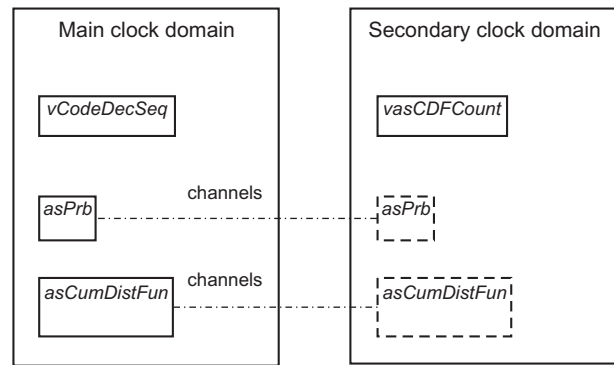 Main clock domain
Secondary clock domain
vCodeDecSeq
vasCDFCount
asPrb
channels
asPrb
asCumDistFun
channels
asCumDistFun